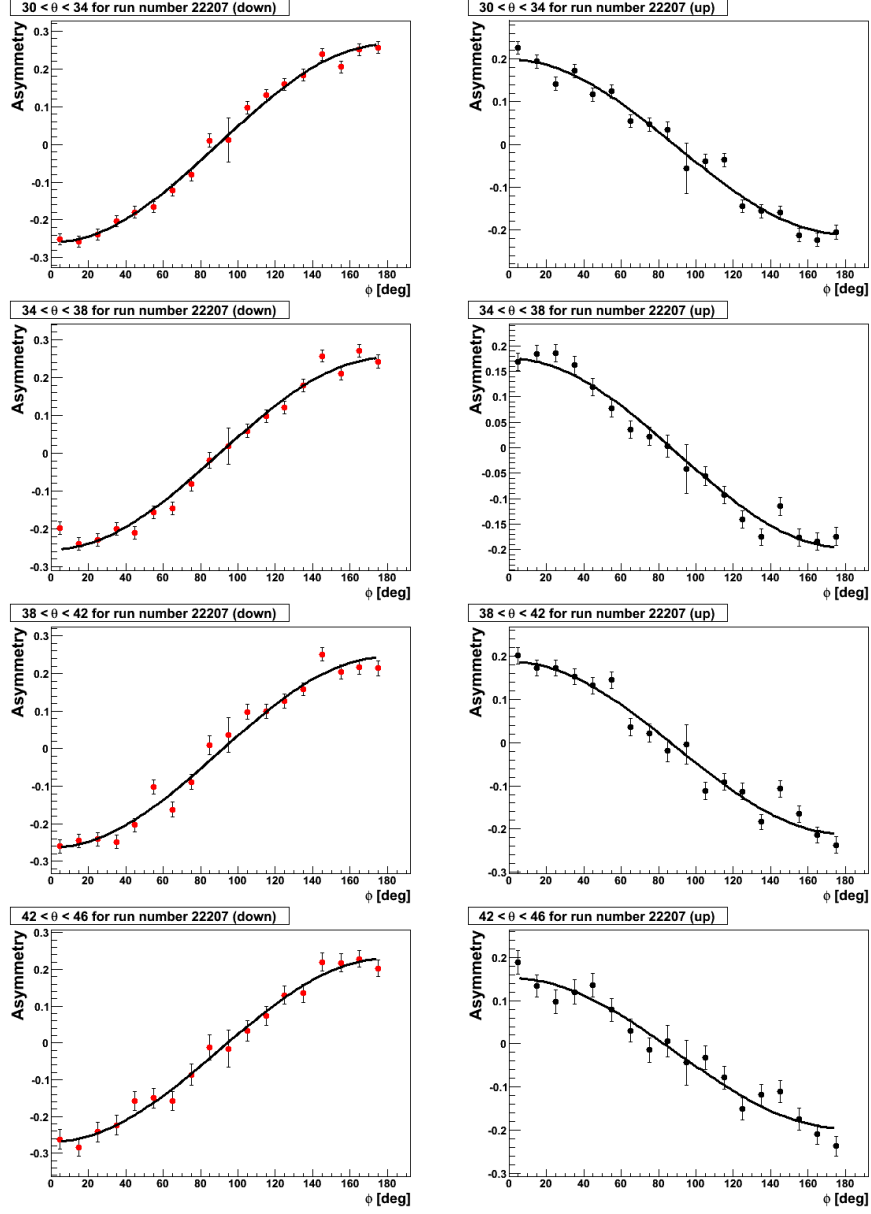 30 < θ < 34 for run number 22207 (down)
Asymmetry
0.3
0.2
0.1
0
-0.1
-0.2
-0.3
0 20 40 60 80 100 120 140 160 180
ϕ [deg]
30 < θ < 34 for run number 22207 (up)
Asymmetry
0.2
0.1
0
-0.1
-0.2
0 20 40 60 80 100 120 140 160 180
ϕ [deg]
34 < θ < 38 for run number 22207 (down)
Asymmetry
0.3
0.2
0.1
0
-0.1
-0.2
-0.3
0 20 40 60 80 100 120 140 160 180
ϕ [deg]
34 < θ < 38 for run number 22207 (up)
Asymmetry
0.2
0.15
0.1
0.05
0
-0.05
-0.1
-0.15
-0.2
0 20 40 60 80 100 120 140 160 180
ϕ [deg]
38 < θ < 42 for run number 22207 (down)
Asymmetry
0.3
0.2
0.1
0
-0.1
-0.2
-0.3
0 20 40 60 80 100 120 140 160 180
ϕ [deg]
38 < θ < 42 for run number 22207 (up)
Asymmetry
0.2
0.1
0
-0.1
-0.2
-0.3
0 20 40 60 80 100 120 140 160 180
ϕ [deg]
42 < θ < 46 for run number 22207 (down)
Asymmetry
0.3
0.2
0.1
0
-0.1
-0.2
-0.3
0 20 40 60 80 100 120 140 160 180
ϕ [deg]
42 < θ < 46 for run number 22207 (up)
Asymmetry
0.2
0.1
0
-0.1
-0.2
-0.3
0 20 40 60 80 100 120 140 160 180
ϕ [deg]